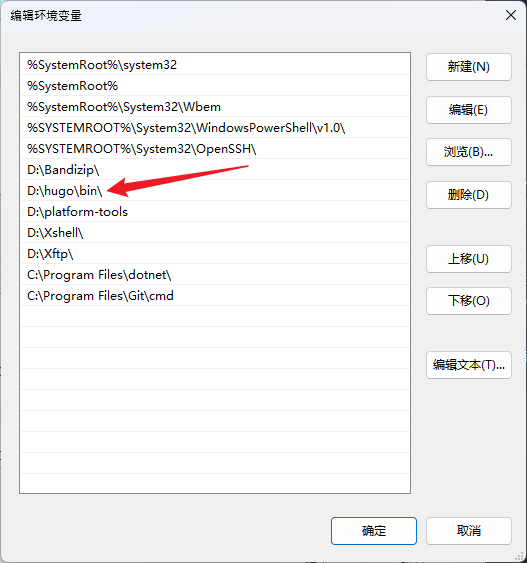 编辑环境变量
%SystemRoot%\system32
%SystemRoot%
%SystemRoot%\System32\Wbem
%SYSTEMROOT%\System32\WindowsPowerShell\v1.0\
%SYSTEMROOT%\System32\OpenSSH\
D:\Bandizip\
D:\hugo\bin\
D:\platform-tools
D:\Xshell\
D:\Xftp\
C:\Program Files\dotnet\
C:\Program Files\Git\cmd
新建(N)
编辑(E)
浏览(B)...
删除(D)
上移(U)
下移(O)
编辑文本(T)...
确定
取消